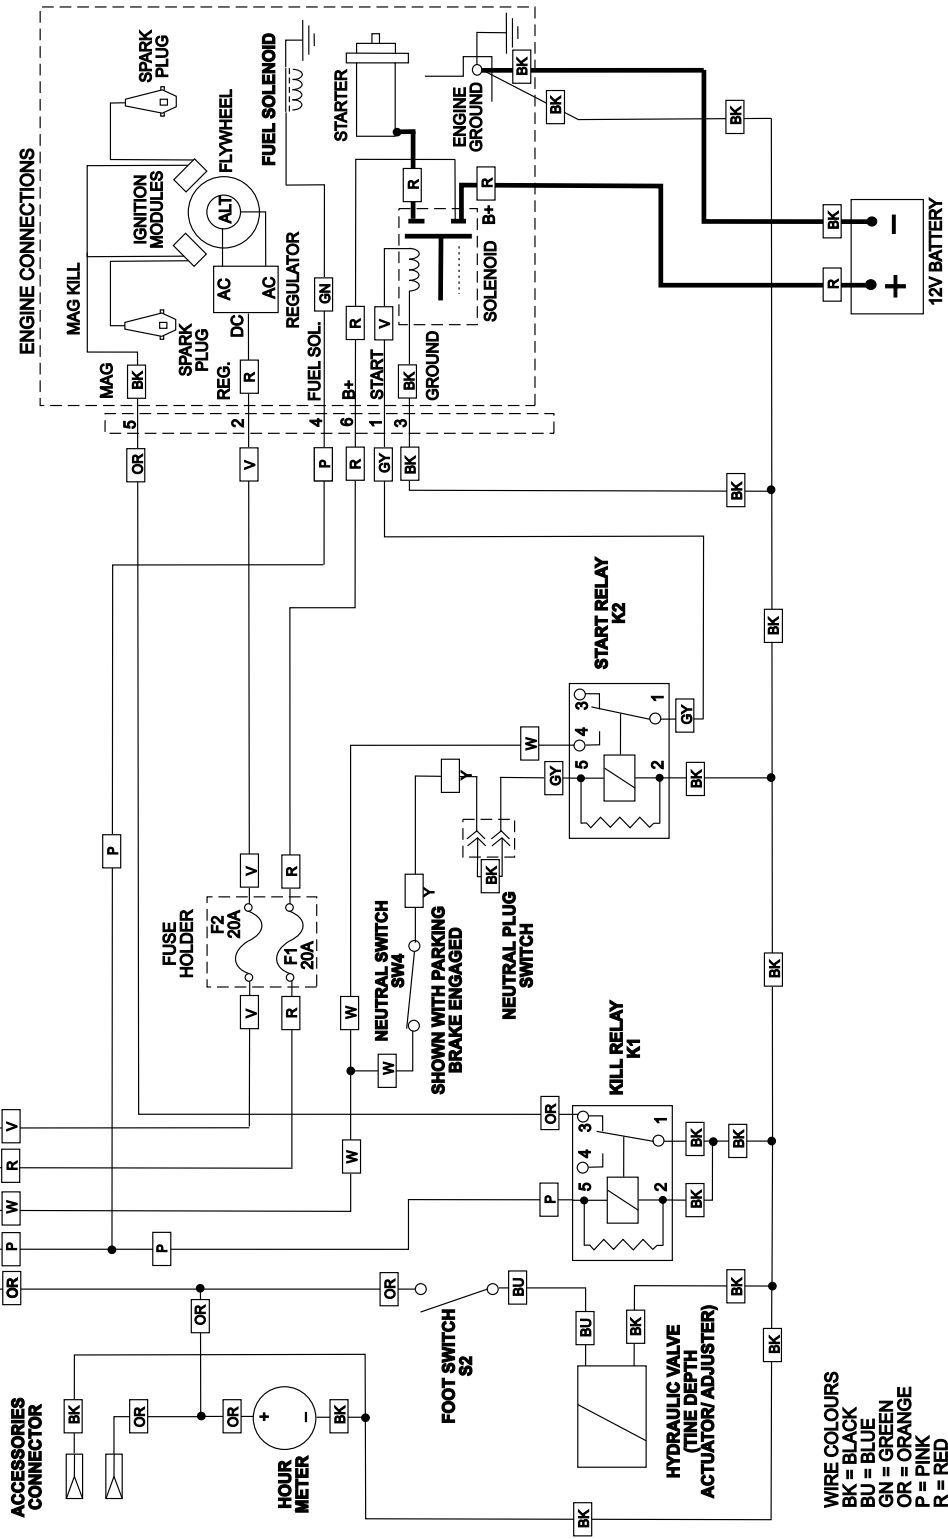 ENGINE CONNECTIONS
SPARK
PLUG
MAG KILL
IGNITION
MODULES
FLYWHEEL
ALT
AC
AC
DC
REG.
REGULATOR
SPARK
PLUG
MAG
BK
R
FUEL SOLENOID
FUEL SOL.
GN
STARTER
R
B+
R
START
V
GROUND
BK
SOLENOID
B+
R
ENGINE
GROUND
BK
BK
BK
BK
R
12V BATTERY
–
+
5
2
4
6
1
3
OR
V
P
R
GY
BK
BK
BK
P
START RELAY
K2
3
4
5
1
2
W
GY
GY
BK
V
R
FUSE
HOLDER
F2
20A
F1
20A
V
R
Y
Y
BK
NEUTRAL PLUG
SWITCH
NEUTRAL SWITCH
SW4
SHOWN WITH PARKING
BRAKE ENGAGED
W
W
W
BK
KILL RELAY
K1
3
4
5
1
2
OR
P
BK
BK
BK
V
R
W
P
OR
P
OR
OR
FOOT SWITCH
S2
BU
BU
BK
BK
BK
HYDRAULIC VALVE
(TINE DEPTH
ACTUATOR/ADJUSTER)
ACCESSORIES
CONNECTOR
BK
OR
OR
+
–
BK
HOUR
METER
BK
WIRE COLOURS
BK = BLACK
BU = BLUE
GN = GREEN
OR = ORANGE
P = PINK
R = RED